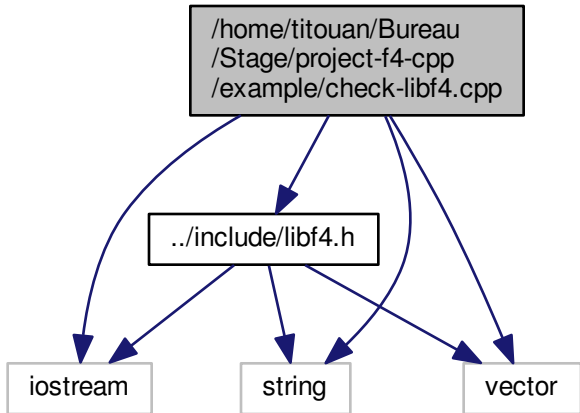 /home/titouan/Bureau
/Stage/project-f4-cpp
/example/check-libf4.cpp
../include/libf4.h
iostream
string
vector